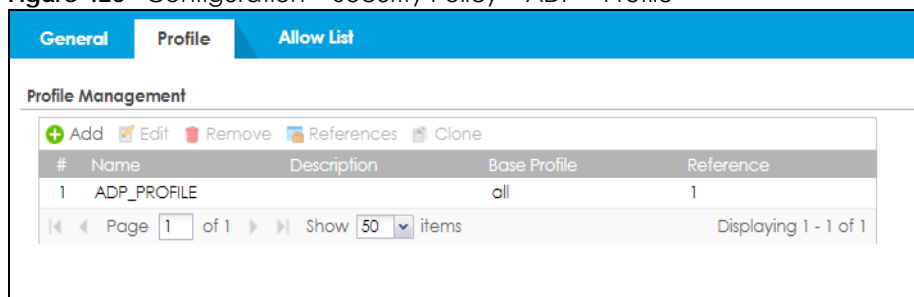 General Profile Allow List
Profile Management
Add Edit Remove References Clone
# Name Description Base Profile Reference
1 ADP_PROFILE all 1
Page 1 of 1 Show 50 items Displaying 1 - 1 of 1